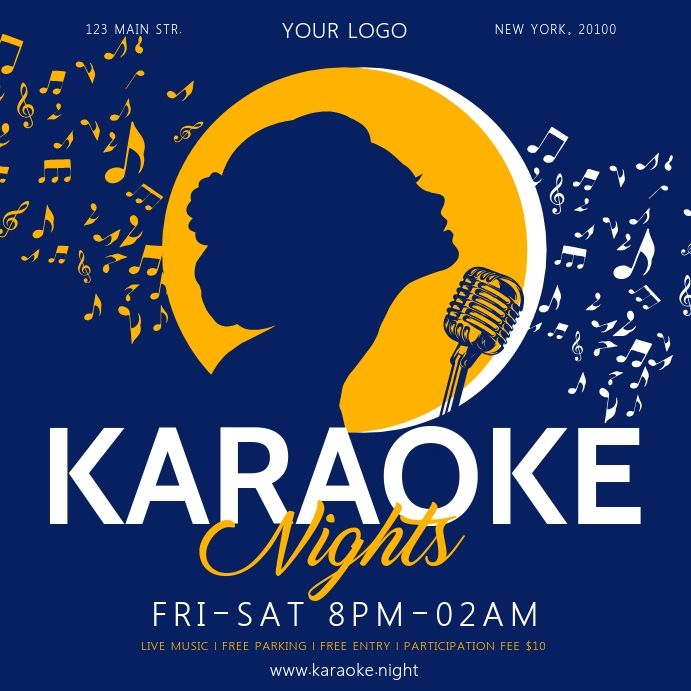 123 MAIN STR.
YOUR LOGO
NEW YORK, 20100
KARAOKE
Nights
FRI-SAT 8PM-02AM
LIVE MUSIC | FREE PARKING | FREE ENTRY | PARTICIPATION FEE $10
www.karaoke.night